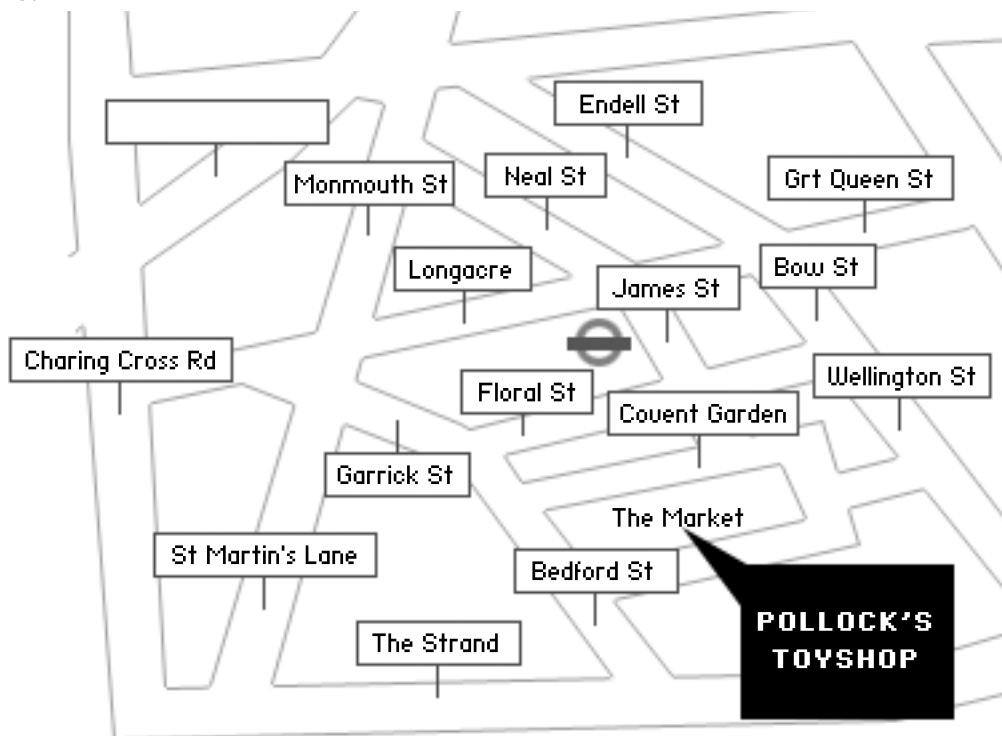 Endell St
Neal St
Grt Queen St
Monmouth St
Longacre
Bow St
James St
Charing Cross Rd
Floral St
Wellington St
Covent Garden
Garrick St
The Market
St Martin's Lane
Bedford St
POLLOCK'S
TOYSHOP
The Strand